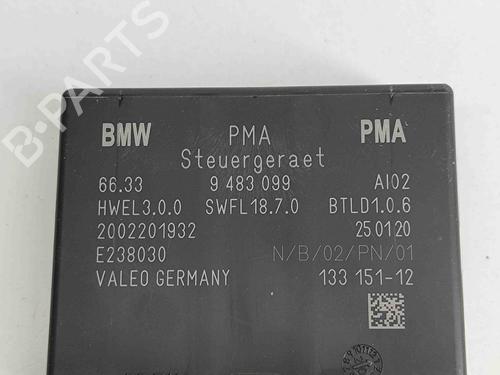 B-PARTS
BMW PMA PMA
Steuergeraet
66.33 9 483 099 AI02
HWEL3.0.0 SWFL18.7.0 BTLD1.0.6
2002201932 250120
E238030 N/B/02/PN/01
VALEO GERMANY 133 151-12